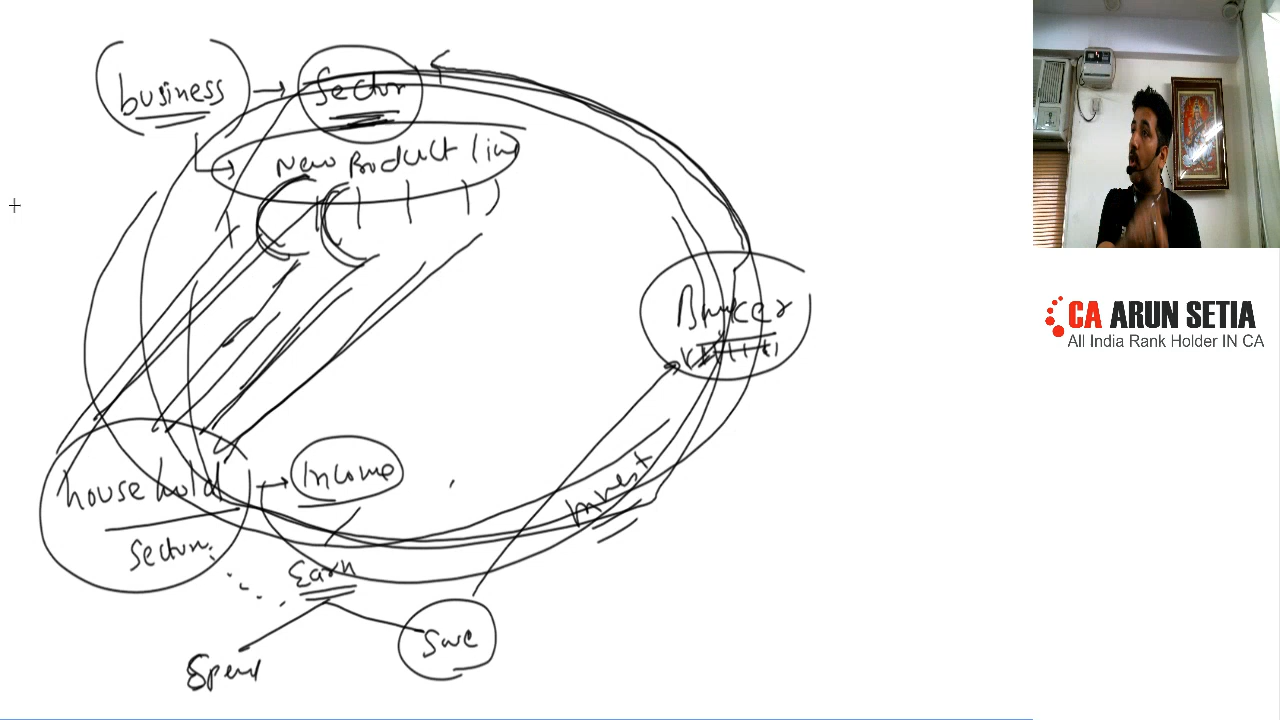 business → Sector
New Product line
Banker
household → Income
Sector
invest
Earn
Save
Spend
CA ARUN SETIA
All India Rank Holder IN CA